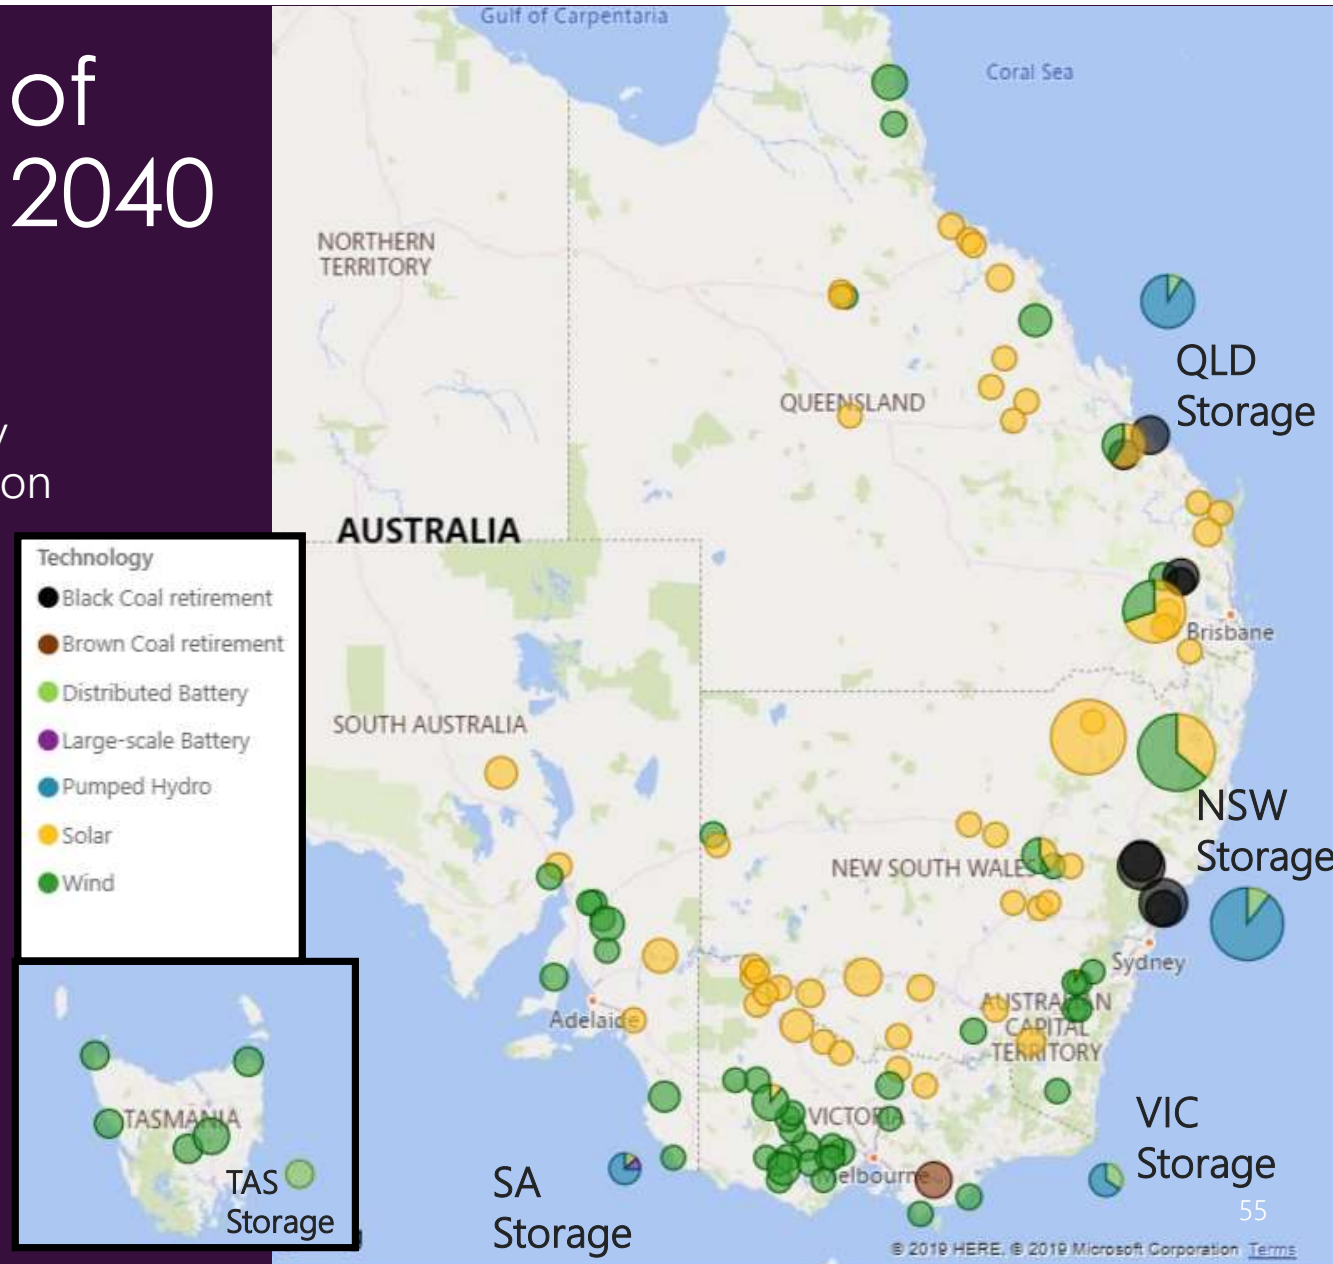 of
2040
y
on
Technology
Black Coal retirement
Brown Coal retirement
Distributed Battery
Large-scale Battery
Pumped Hydro
Solar
Wind
Gulf of Carpentaria
Coral Sea
NORTHERN
TERRITORY
QLD
Storage
QUEENSLAND
AUSTRALIA
Brisbane
SOUTH AUSTRALIA
NSW
Storage
NEW SOUTH WALES
Sydney
Adelaide
AUSTRALIAN
CAPITAL
TERRITORY
VICTORIA
VIC
Storage
Melbourne
SA
Storage
TASMANIA
TAS
Storage
55
© 2019 HERE, © 2019 Microsoft Corporation Terms